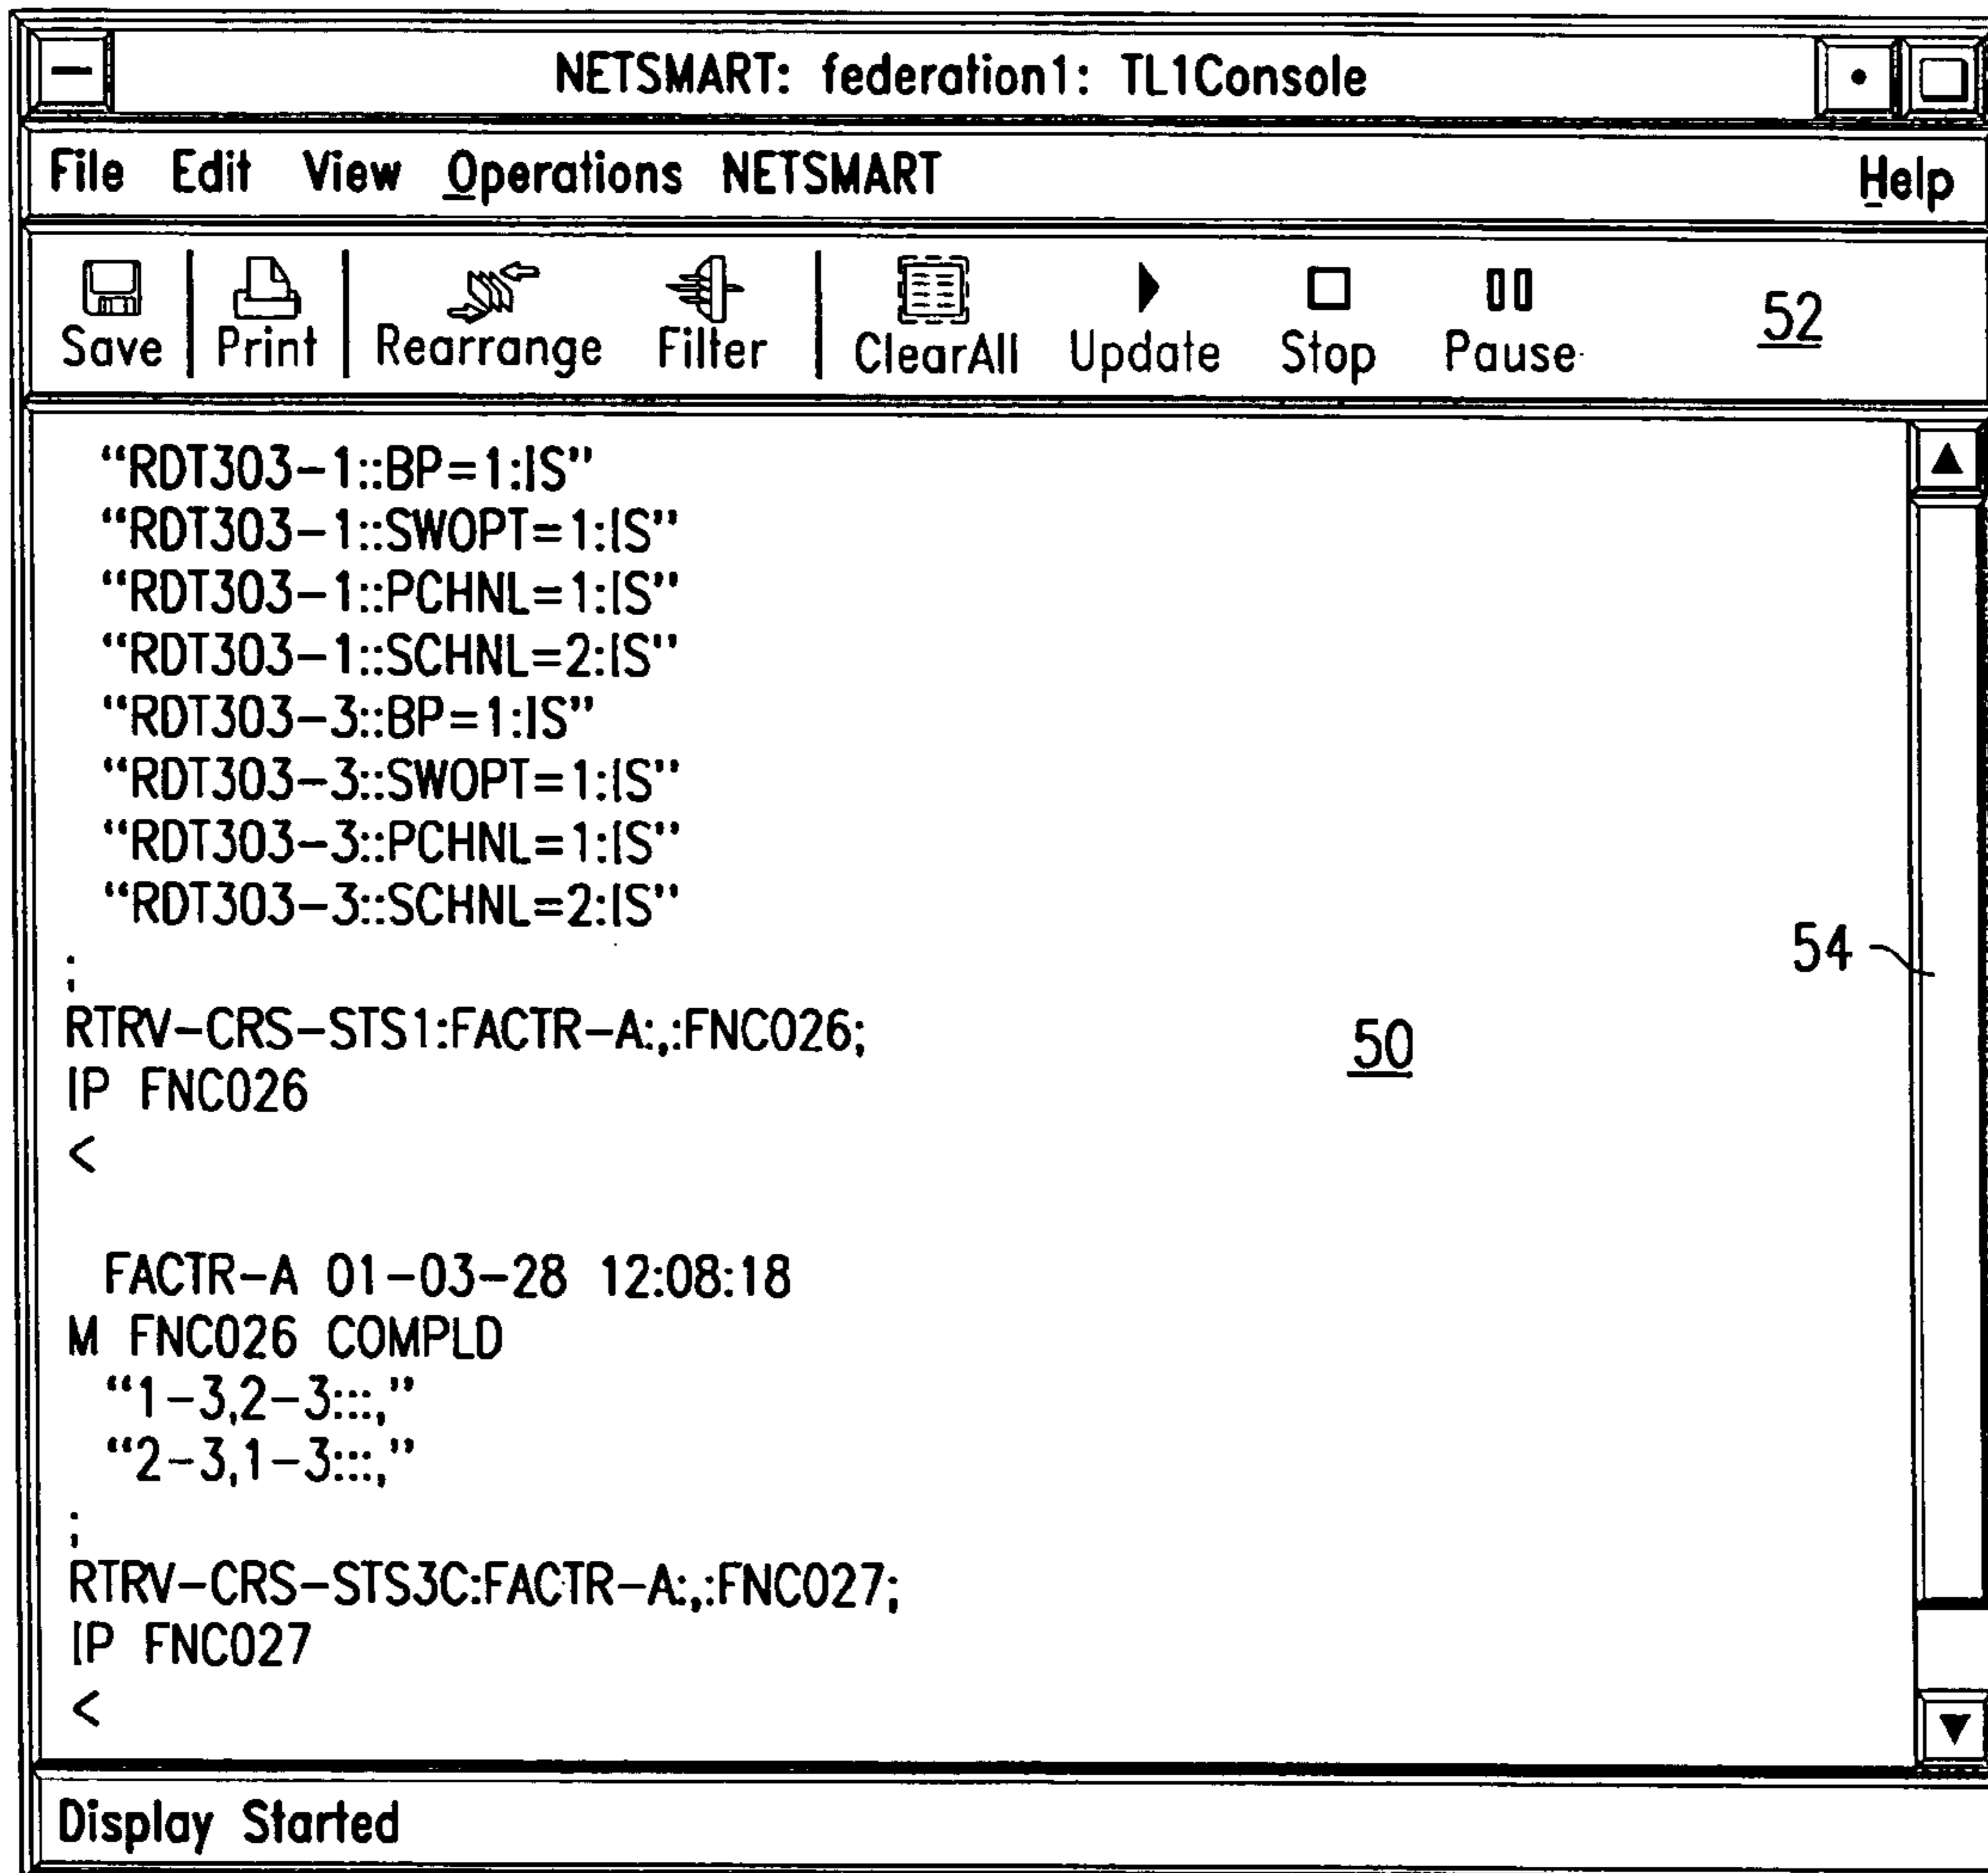 NETSMART: federation1: TL1Console
File Edit View Operations NETSMART Help
Save Print Rearrange Filter ClearAll Update Stop Pause 52
“RDT303-1::BP=1:IS”
“RDT303-1::SWOPT=1:IS”
“RDT303-1::PCHNL=1:IS”
“RDT303-1::SCHNL=2:IS”
“RDT303-3::BP=1:IS”
“RDT303-3::SWOPT=1:IS”
“RDT303-3::PCHNL=1:IS”
“RDT303-3::SCHNL=2:IS”
54
;
RTRV-CRS-STS1:FACTR-A:,:FNC026;
50
IP FNC026
<
FACTR-A 01-03-28 12:08:18
M FNC026 COMPLD
“1-3,2-3:::,”
“2-3,1-3:::,”
;
RTRV-CRS-STS3C:FACTR-A:,:FNC027;
IP FNC027
<
Display Started